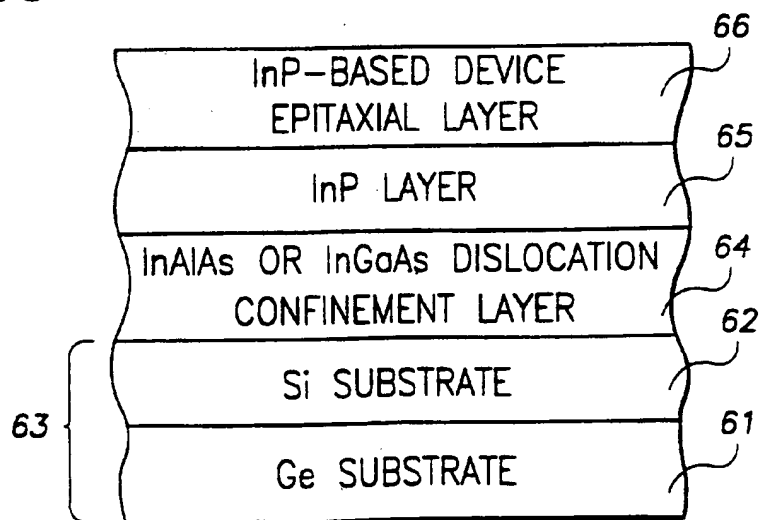 66
InP-BASED DEVICE
EPITAXIAL LAYER
65
InP LAYER
InAlAs OR InGaAs DISLOCATION
CONFINEMENT LAYER
64
62
Si SUBSTRATE
63
61
Ge SUBSTRATE